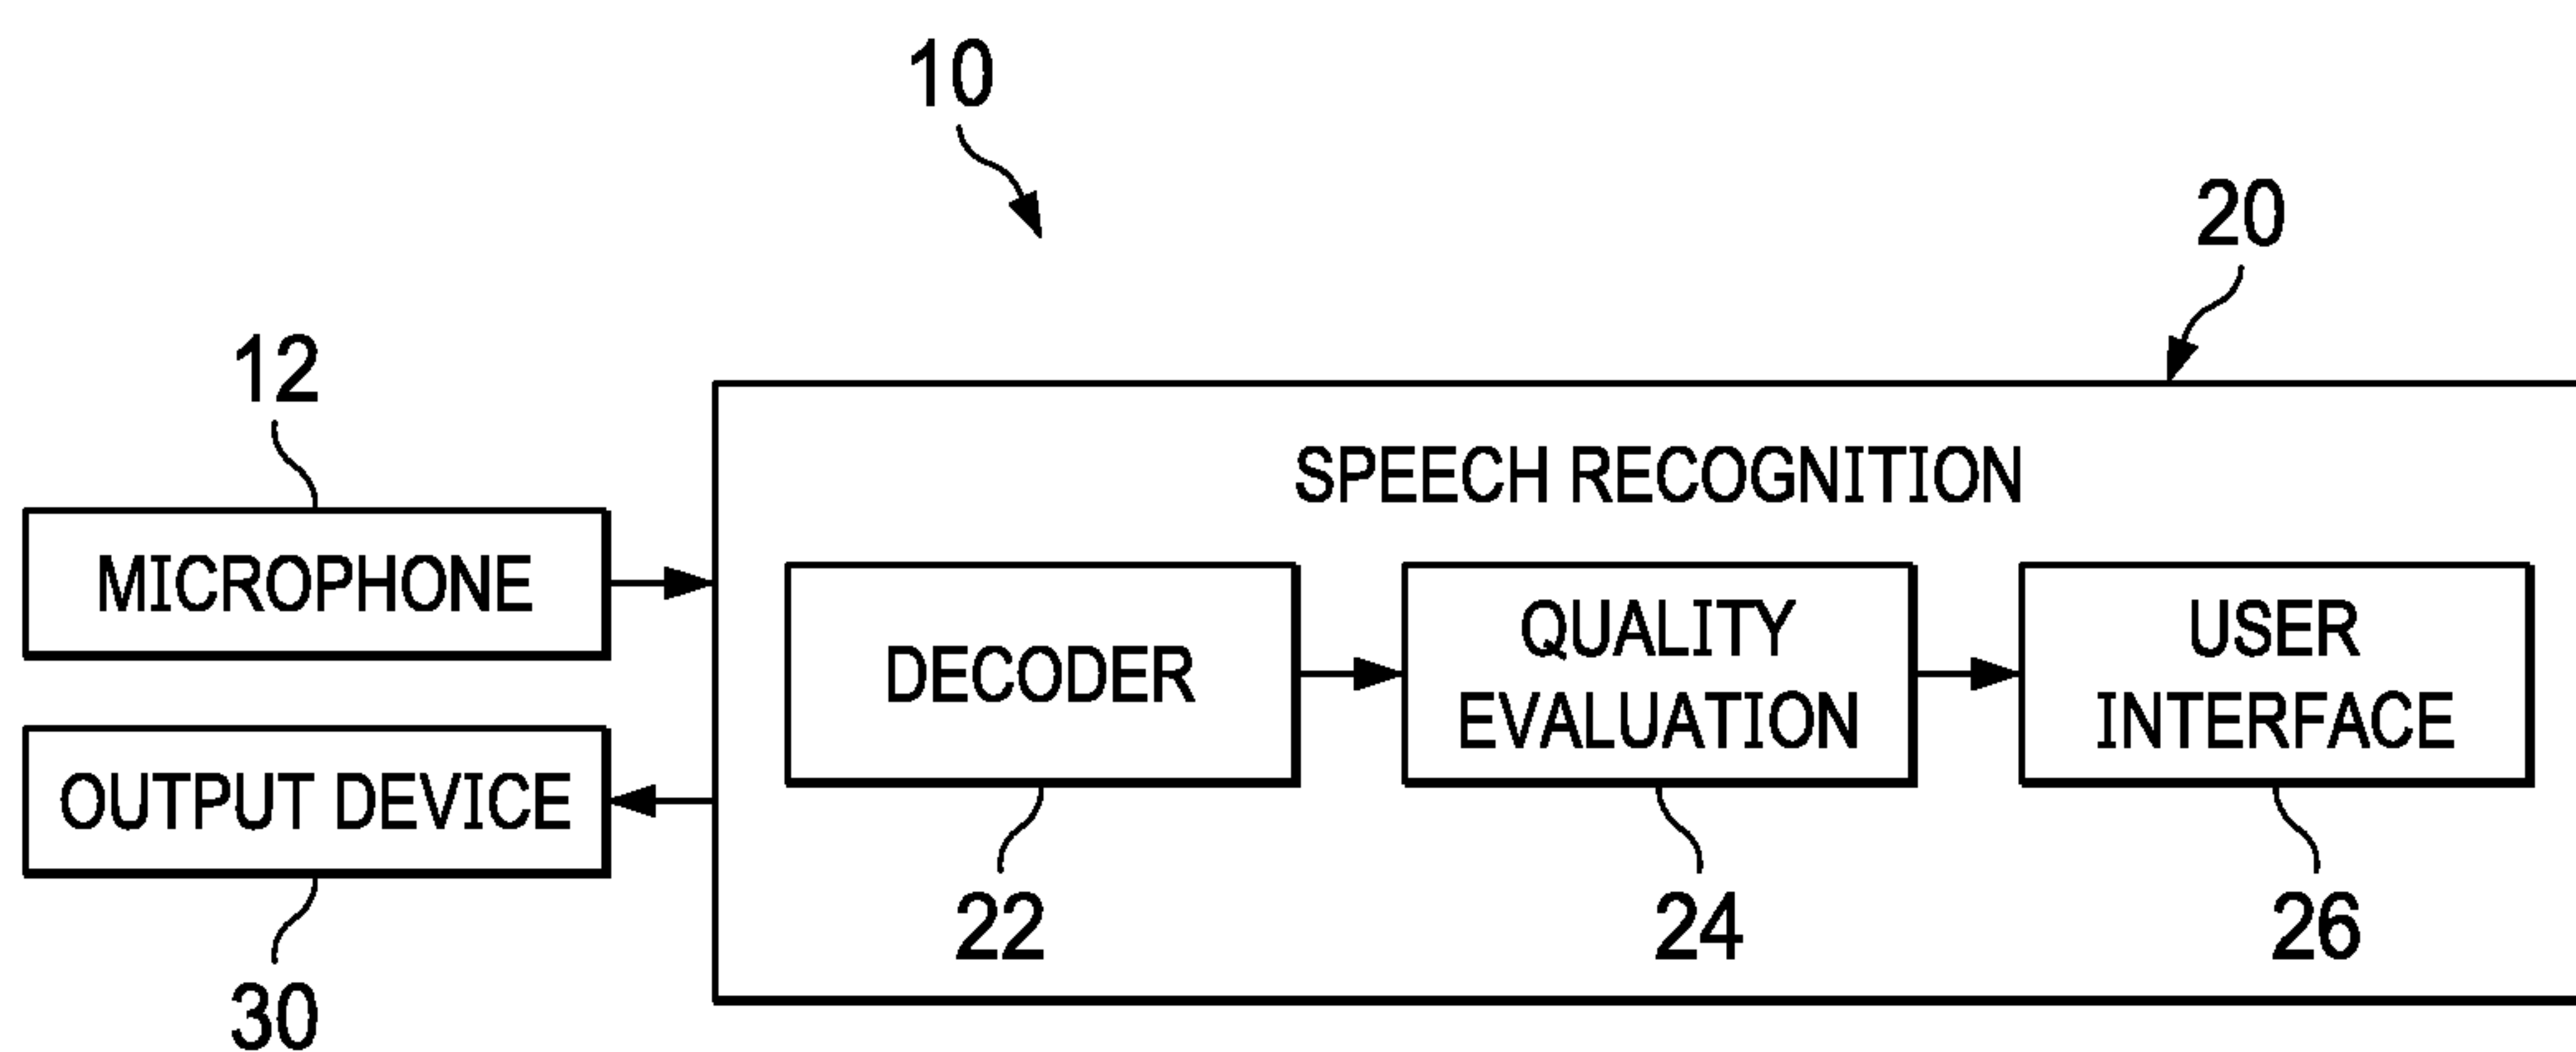 10
20
12
SPEECH RECOGNITION
MICROPHONE
DECODER
QUALITY
EVALUATION
USER
INTERFACE
OUTPUT DEVICE
22
24
26
30